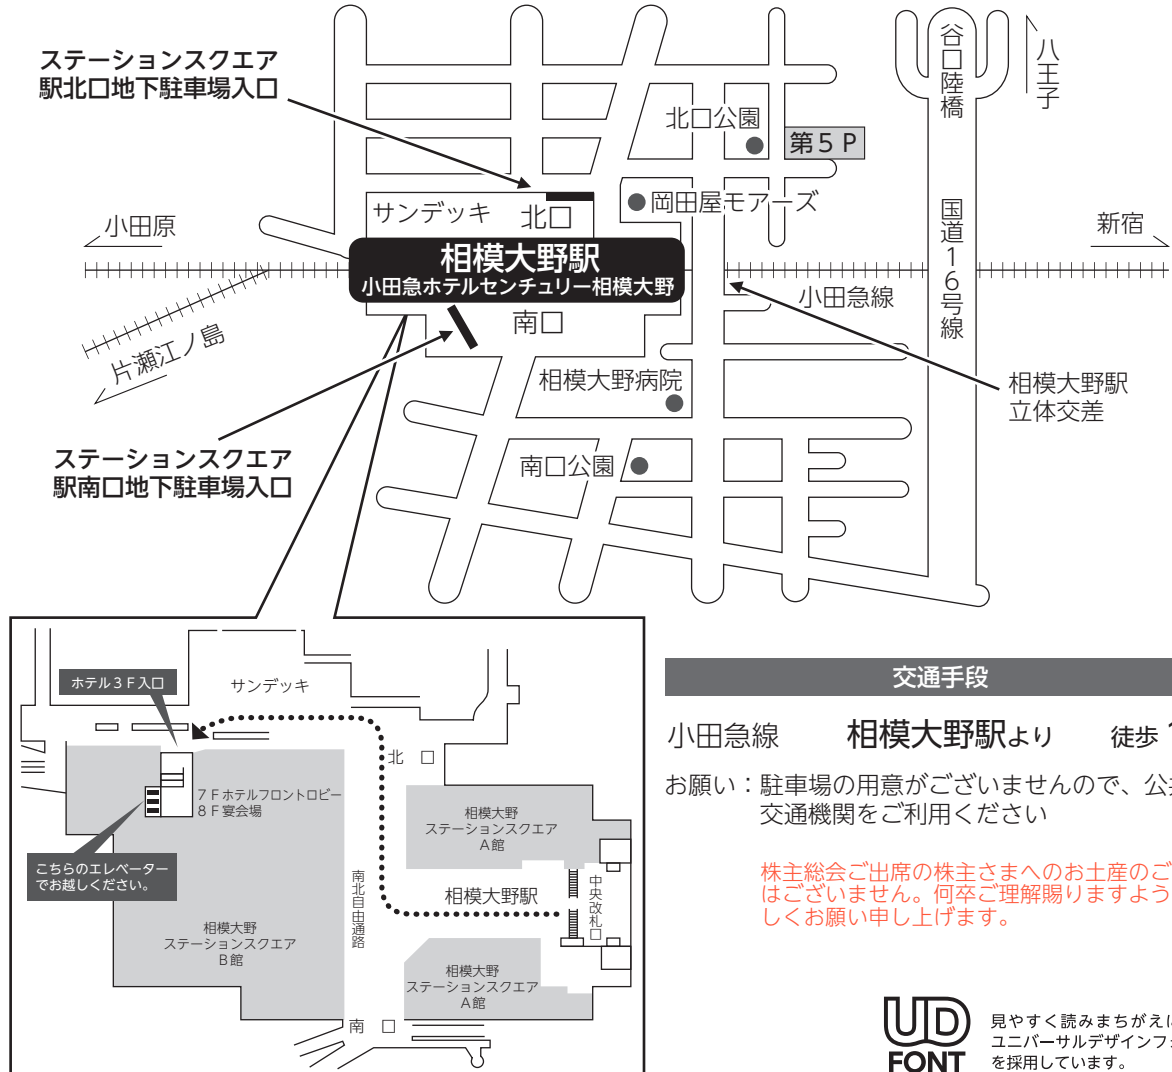 ステーションスクエア
駅北口地下駐車場入口
谷口陸橋
八王子
北口公園
第5P
岡田屋モアーズ
サンデッキ 北口
小田原
国道16号線
新宿
相模大野駅
小田急ホテルセンチュリー相模大野
小田急線
南口
片瀬江ノ島
相模大野病院
相模大野駅
立体交差
ステーションスクエア
駅南口地下駐車場入口
南口公園
ホテル3F入口
サンデッキ
北 口
7Fホテルフロントロビー
8F宴会場
こちらのエレベーター
でお越しください。
相模大野
ステーションスクエア
A館
南北自由通路
相模大野駅
中央改札口
相模大野
ステーションスクエア
B館
相模大野
ステーションスクエア
A館
南 口
交通手段
小田急線 相模大野駅より 徒歩
お願い:駐車場の用意がございませんので、公
交通機関をご利用ください
株主総会ご出席の株主さまへのお土産のご
はございません。何卒ご理解賜りますよう
しくお願い申し上げます。
UD
FONT
見やすく読みまちがえに
ユニバーサルデザインフ
を採用しています。